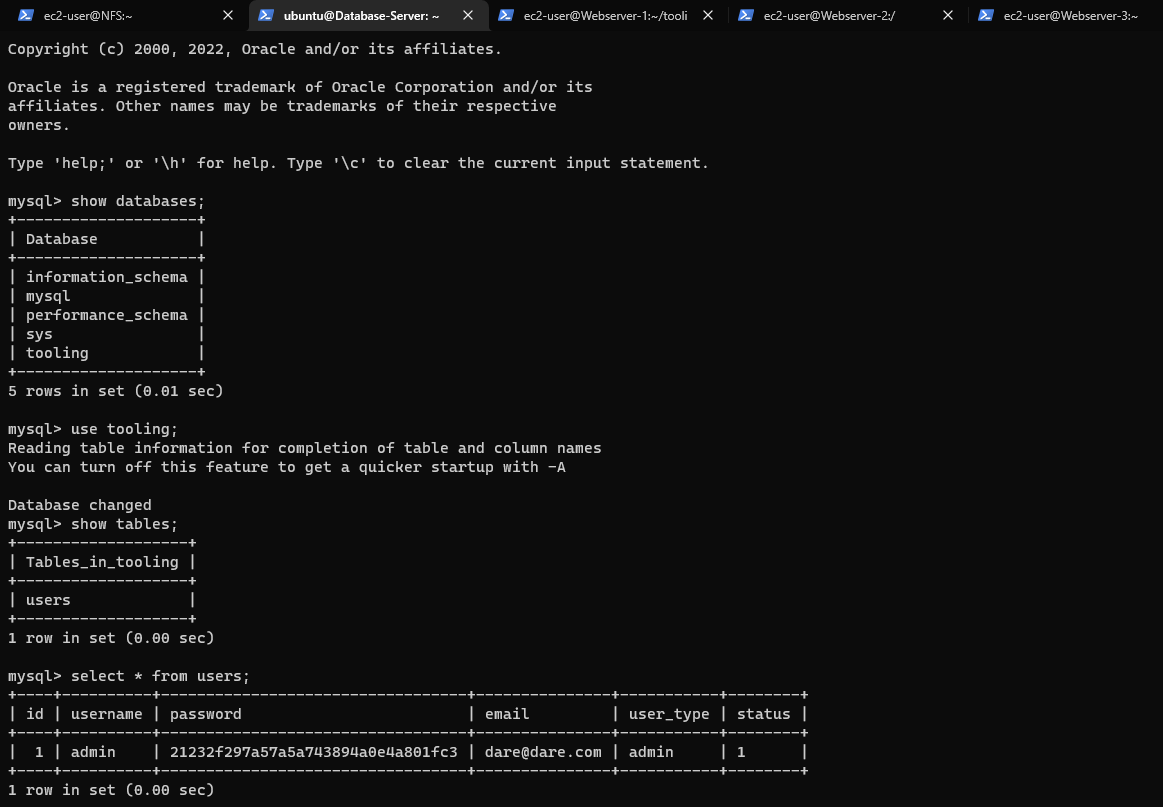 ec2-user@NFS:~
ubuntu@Database-Server: ~
ec2-user@Webserver-1:~/tooli
ec2-user@Webserver-2:/
ec2-user@Webserver-3:~
Copyright (c) 2000, 2022, Oracle and/or its affiliates.

Oracle is a registered trademark of Oracle Corporation and/or its
affiliates. Other names may be trademarks of their respective
owners.

Type 'help;' or '\h' for help. Type '\c' to clear the current input statement.

mysql> show databases;
+--------------------+
| Database           |
+--------------------+
| information_schema |
| mysql              |
| performance_schema |
| sys                |
| tooling            |
+--------------------+
5 rows in set (0.01 sec)

mysql> use tooling;
Reading table information for completion of table and column names
You can turn off this feature to get a quicker startup with -A

Database changed
mysql> show tables;
+-------------------+
| Tables_in_tooling |
+-------------------+
| users             |
+-------------------+
1 row in set (0.00 sec)

mysql> select * from users;
+----+----------+----------------------------------+---------------+-----------+--------+
| id | username | password                         | email         | user_type | status |
+----+----------+----------------------------------+---------------+-----------+--------+
|  1 | admin    | 21232f297a57a5a743894a0e4a801fc3 | dare@dare.com | admin     | 1      |
+----+----------+----------------------------------+---------------+-----------+--------+
1 row in set (0.00 sec)